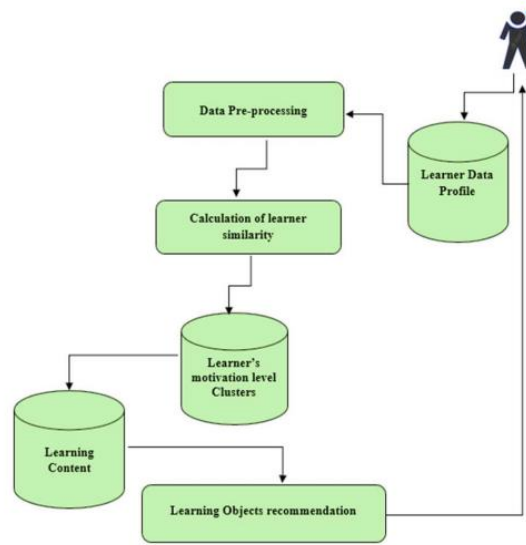 Data Pre-processing
Learner Data
Profile
Calculation of learner
similarity
Learner's
motivation level
Clusters
Learning
Content
Learning Objects recommendation